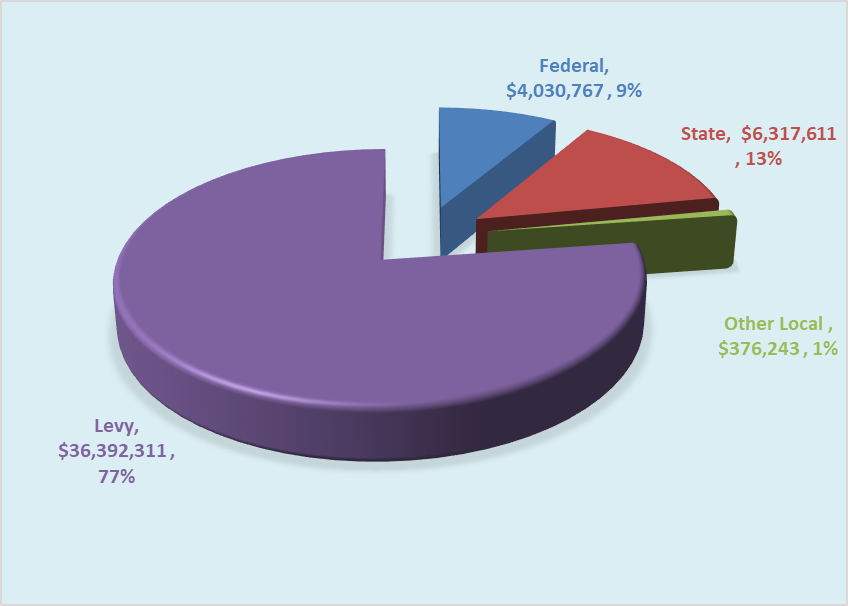 Federal,
$4,030,767 , 9%
State,  $6,317,611
, 13%
Other Local ,
$376,243 , 1%
Levy,
$36,392,311 ,
77%